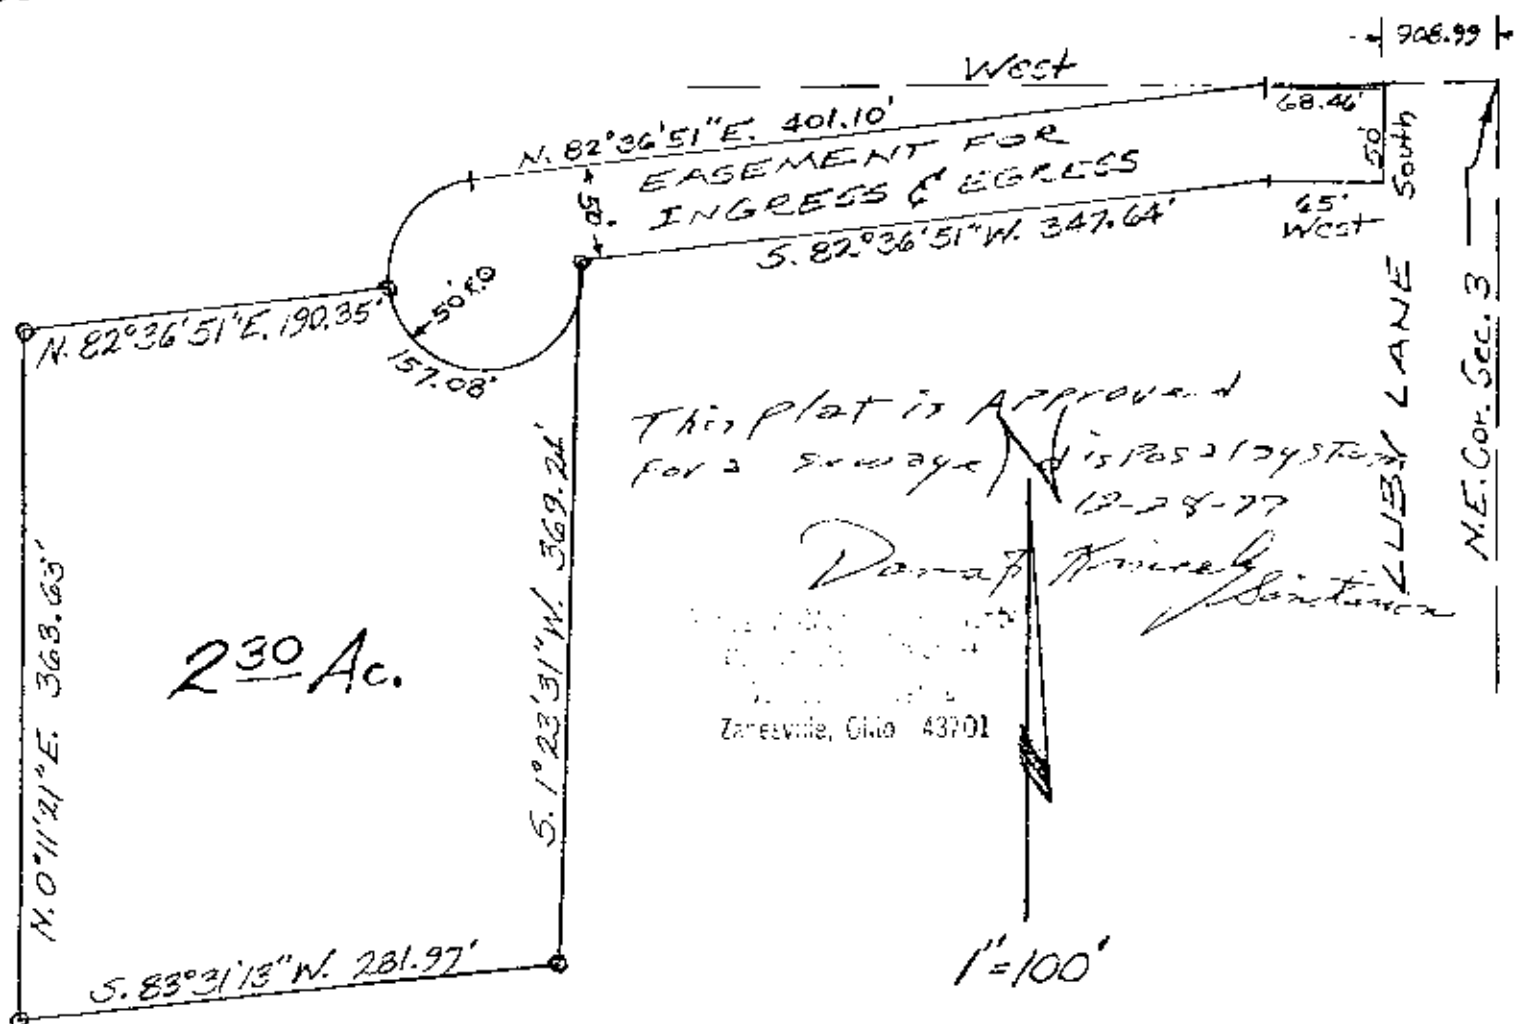 908.99
West
68.46'
50'
South
N. 82°36'51"E. 401.10'
EASEMENT FOR
INGRESS & EGRESS
50'
S. 82°36'51"W. 347.64'
65'
West
50' R.
157.08'
N. 82°36'51"E. 190.35'
LUBY LANE
N.E. Cor. Sec. 3
This plat is Approved
For a sewage disposal system
12-28-77
N. 0°11'21"E. 363.63'
2 30 Ac.
S. 1°23'31"W. 369.21'
S. 83°31'13"W. 281.97'
Zanesville, Ohio 43701
1"=100'